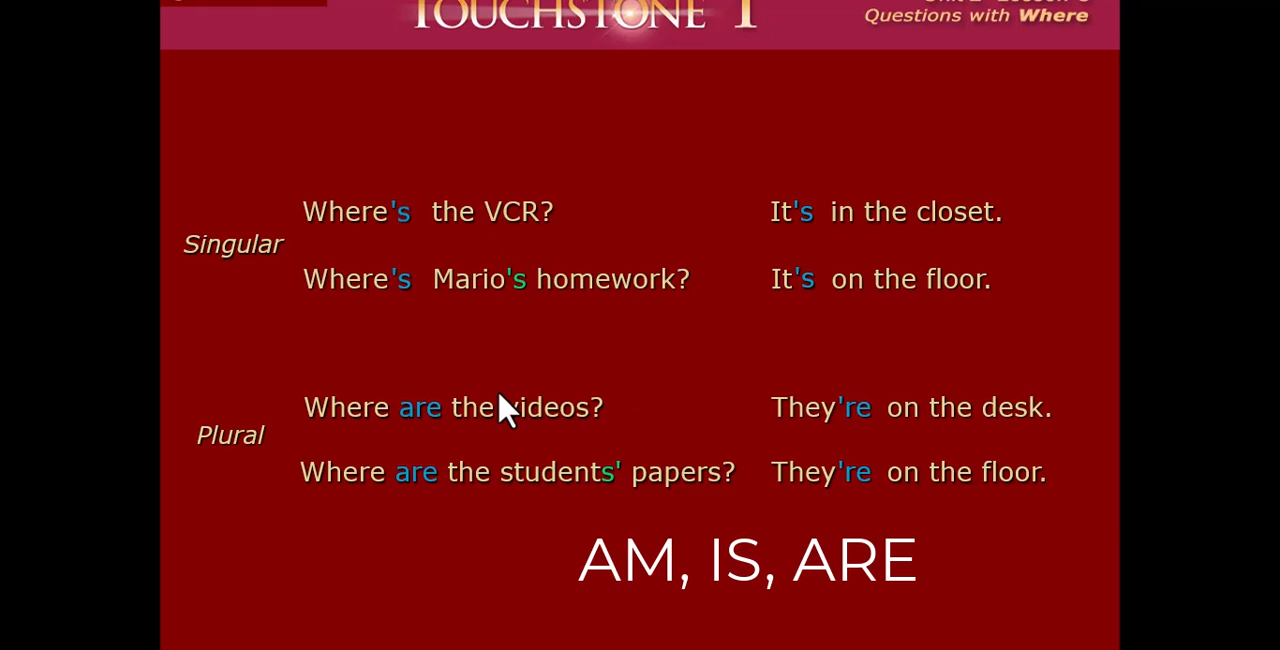 TOUCHSTONE 1
Questions with Where
Where's the VCR? It's in the closet.
Singular
Where's Mario's homework? It's on the floor.
Where are the videos? They're on the desk.
Plural
Where are the students' papers? They're on the floor.
AM, IS, ARE